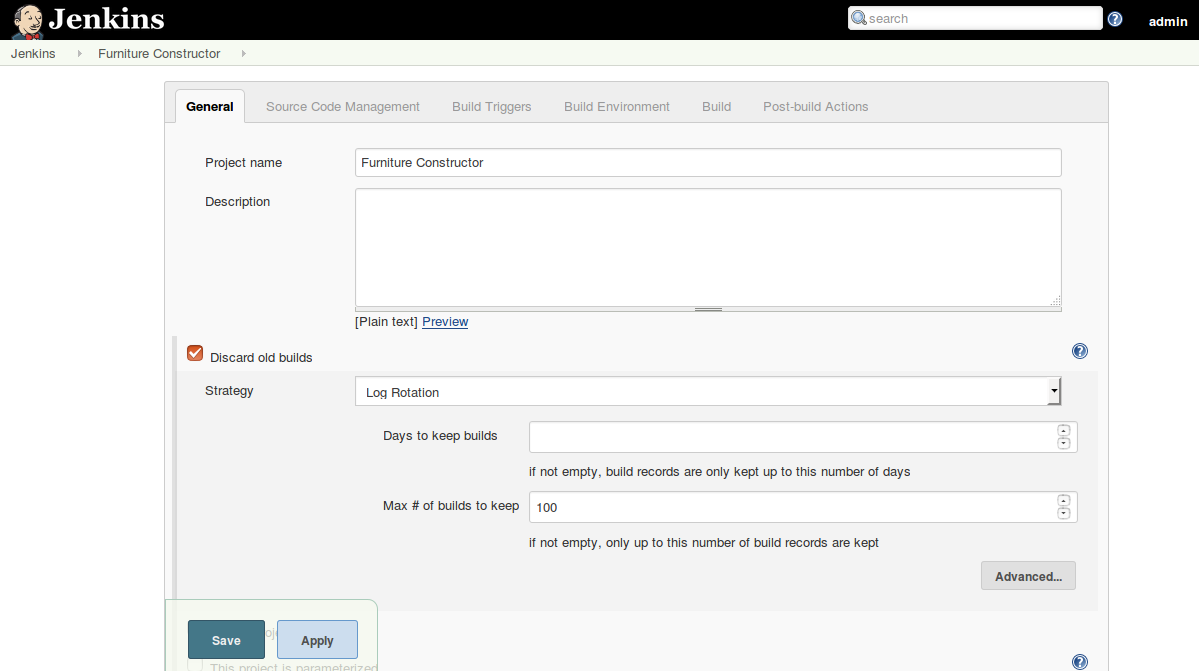 Jenkins
search
admin
Jenkins
Furniture Constructor
General
Source Code Management
Build Triggers
Build Environment
Build
Post-build Actions
Project name
Furniture Constructor
Description
[Plain text] Preview
Discard old builds
Strategy
Log Rotation
Days to keep builds
if not empty, build records are only kept up to this number of days
Max # of builds to keep
100
if not empty, only up to this number of build records are kept
Advanced...
Save
Apply
This project is parameterized